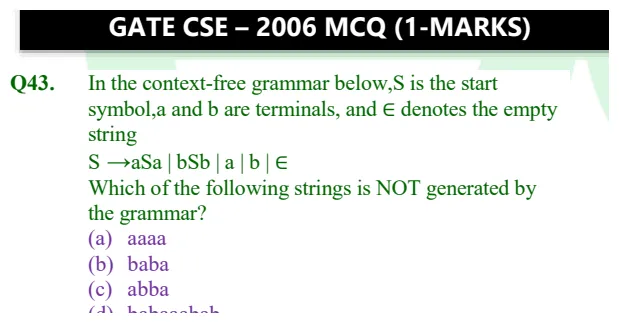 GATE CSE – 2006 MCQ (1-MARKS)
Q43. In the context-free grammar below,S is the start
symbol,a and b are terminals, and ∈ denotes the empty
string
S →aSa | bSb | a | b | ∈
Which of the following strings is NOT generated by
the grammar?
(a) aaaa
(b) baba
(c) abba
(d) babaaabab